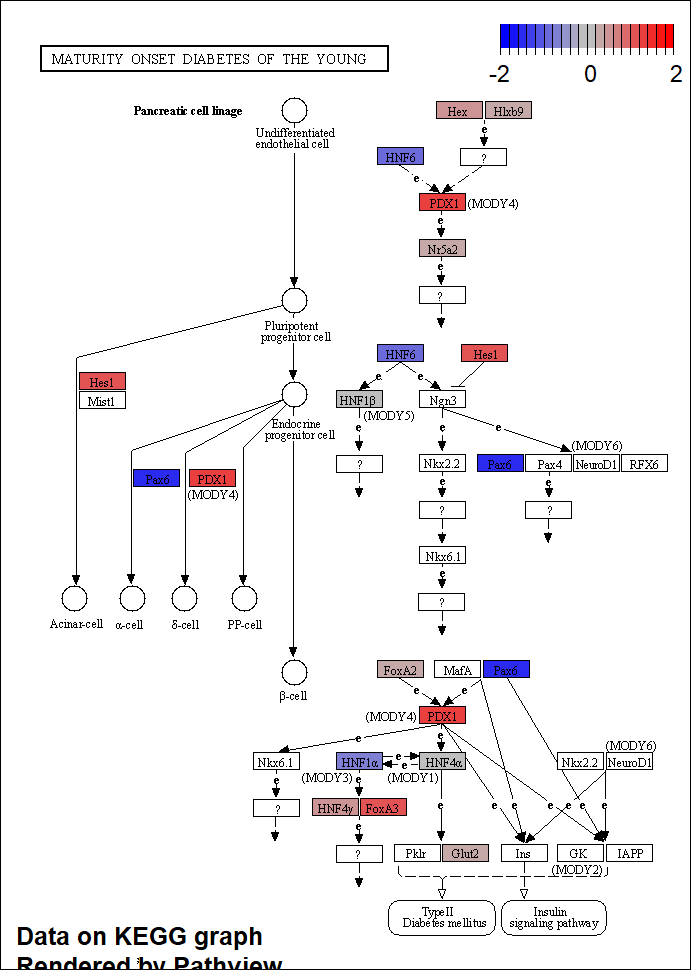 -2 0 2
MATURITY ONSET DIABETES OF THE YOUNG
Pancreatic cell linage
Undifferentiated
endothelial cell
Hex Hlxb9
e
HNF6 ?
e
PDX1 (MODY4)
e
Nr5a2
e
?
Pluripotent
progenitor cell
HNF6 Hes1
Hes1
Mist1
e e
HNF1β Ngn3
(MODY5)
Endocrine
progenitor cell
e e
(MODY6)
? Nkx2.2 Pax6 Pax4 NeuroD1 RFX6
Pax6 PDX1
(MODY4)
e e
? ?
Nkx6.1
e
?
Acinar-cell α-cell δ-cell PP-cell
β-cell
FoxA2 MafA Pax6
e e
(MODY4) PDX1
e e
Nkx6.1 HNF1α e HNF4α Nkx2.2 NeuroD1
(MODY6)
e
(MODY3) (MODY1)
e e
? HNF4γ FoxA3
e e e e e e
e
? Pklr Glut2 Ins GK IAPP
(MODY2)
Type II
Diabetes mellitus
Insulin
signaling pathway
Data on KEGG graph
Rendered by Pathview